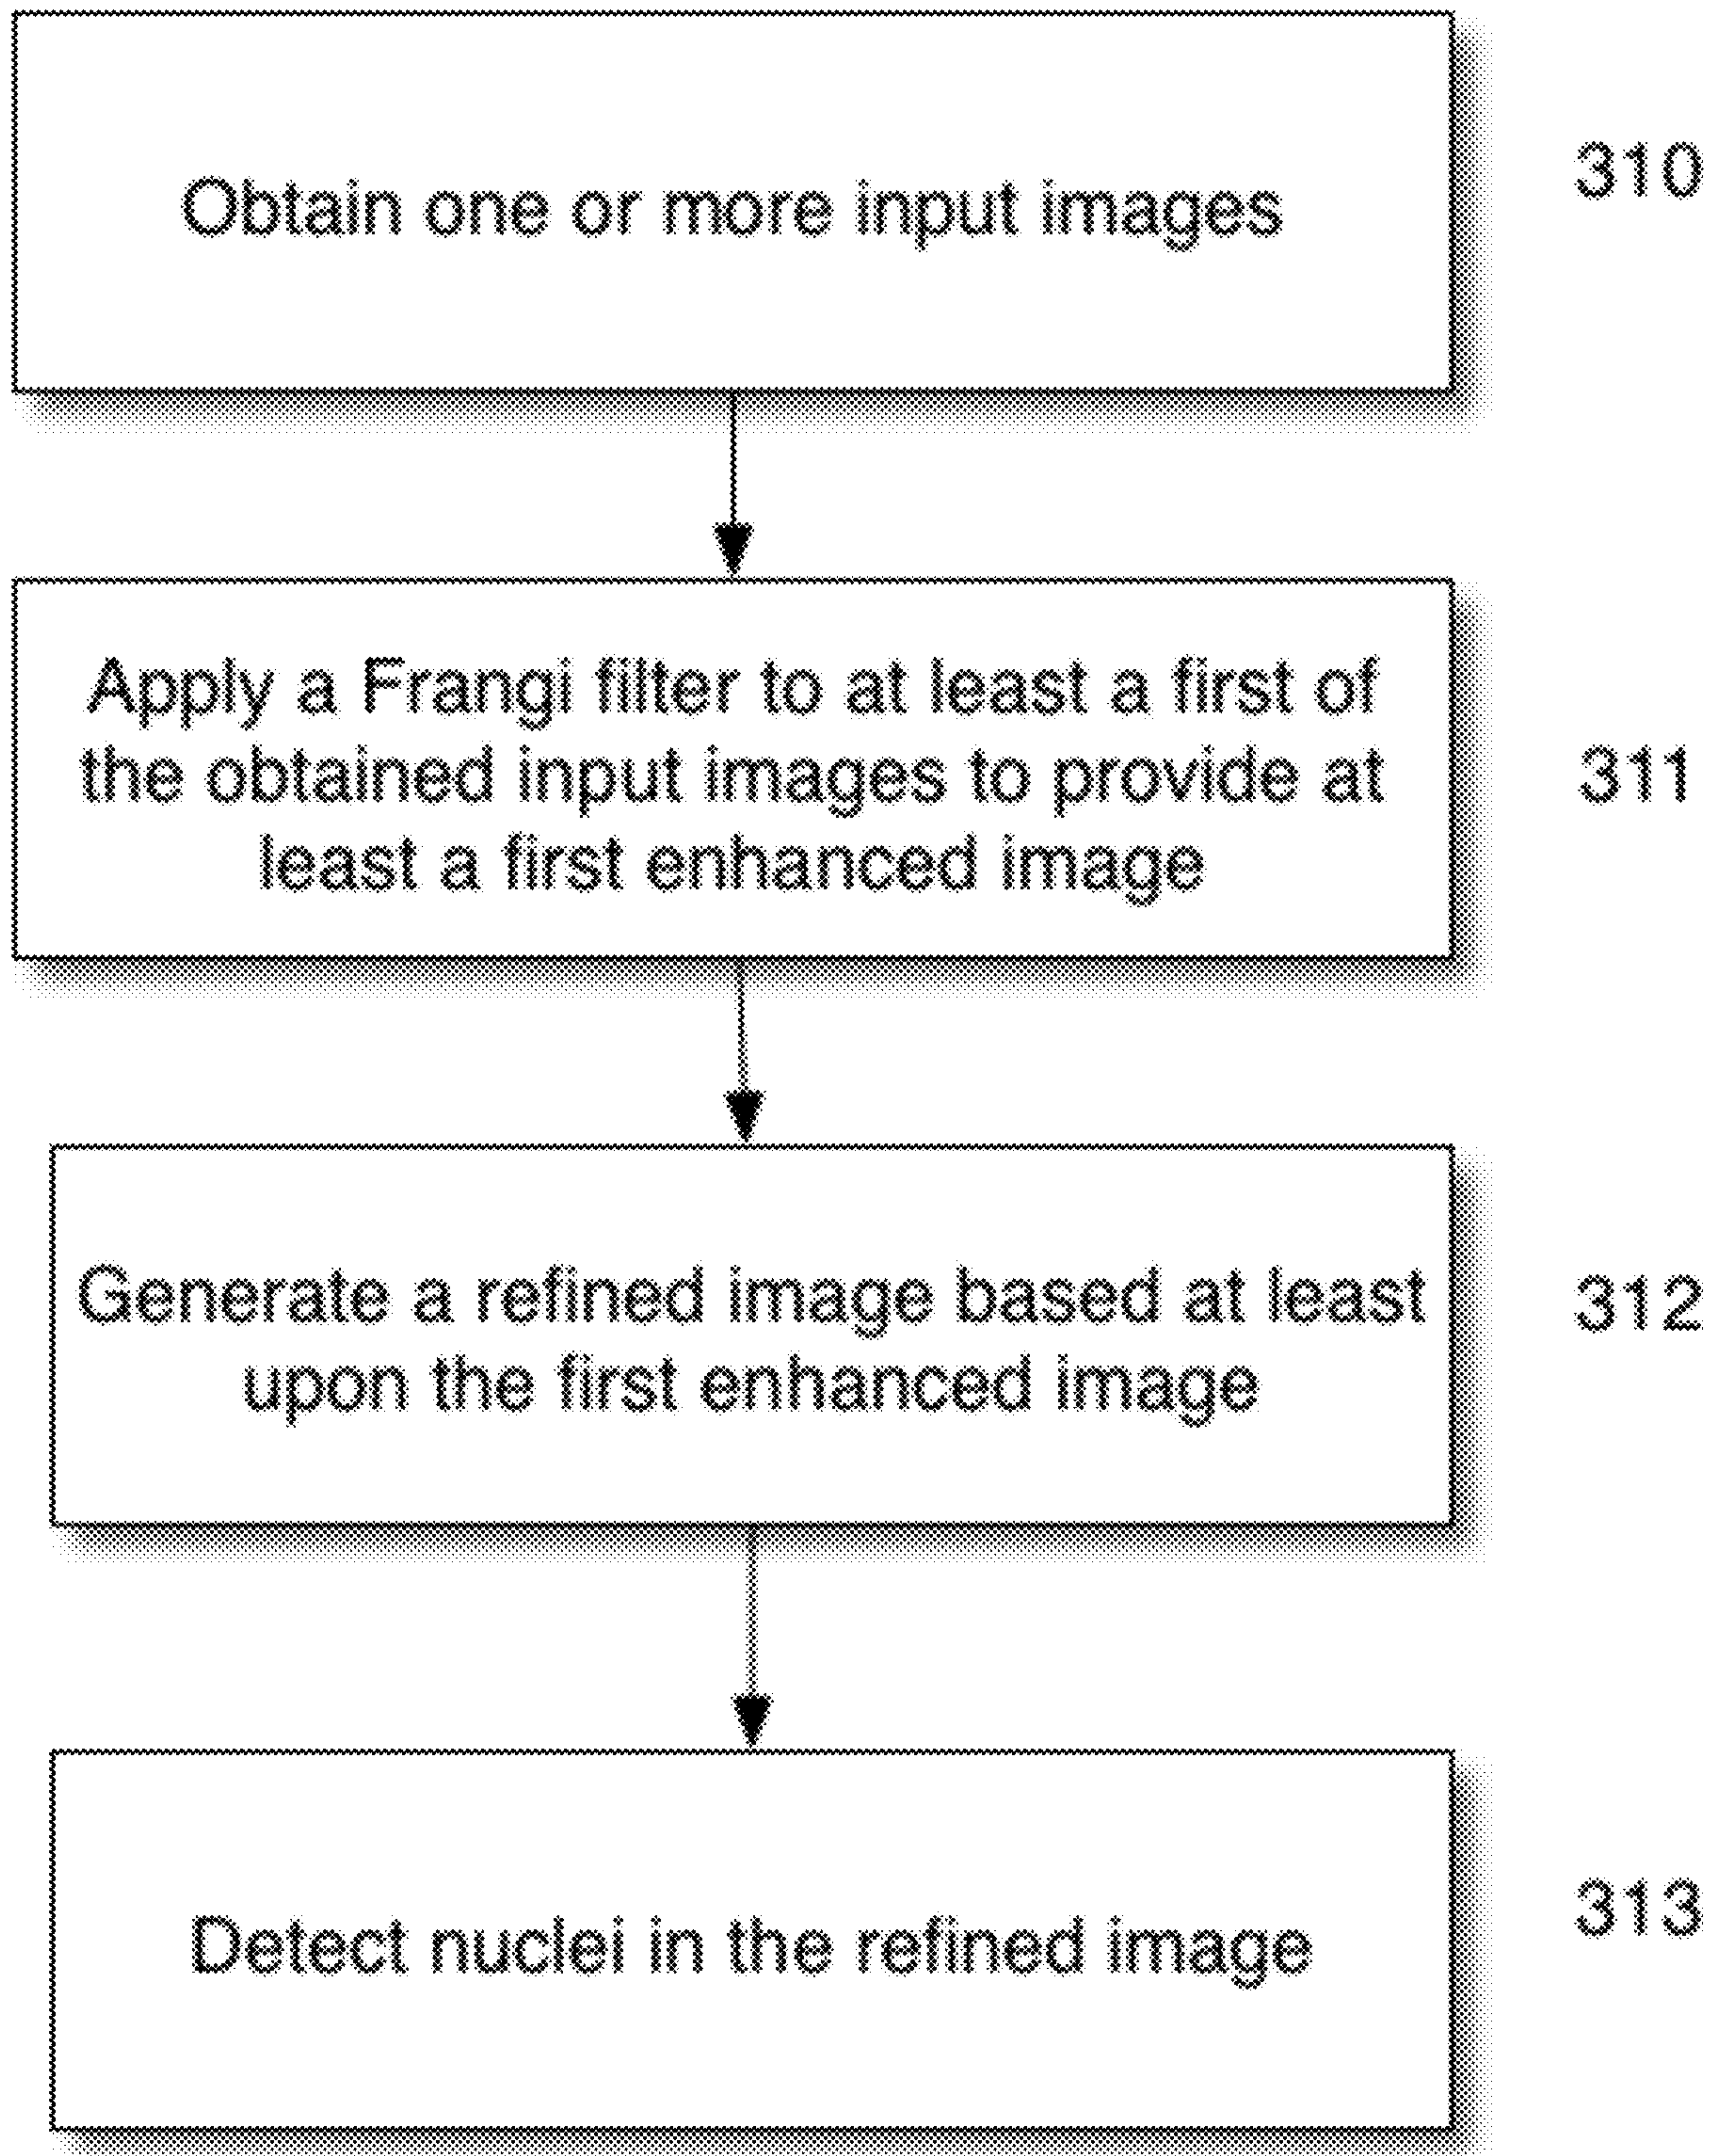 Obtain one or more input images
310
Apply a Frangi filter to at least a first of
the obtained input images to provide at
least a first enhanced image
311
Generate a refined image based at least
upon the first enhanced image
312
Detect nuclei in the refined image
313